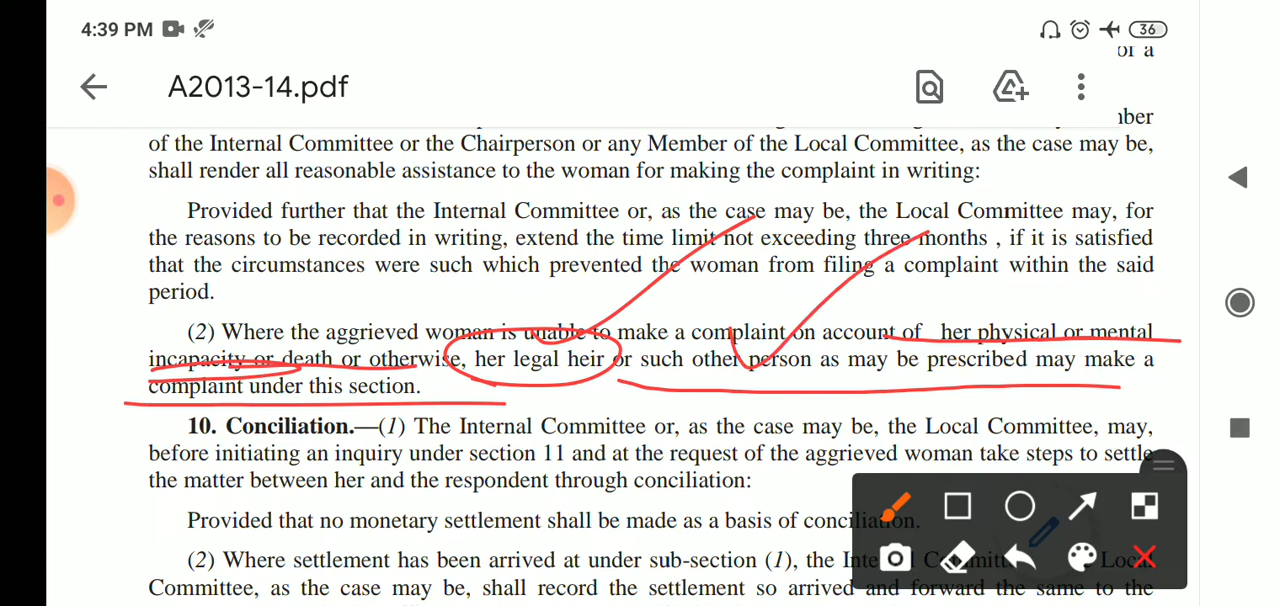 4:39 PM
36
or a
A2013-14.pdf
nber
of the Internal Committee or the Chairperson or any Member of the Local Committee, as the case may be,
shall render all reasonable assistance to the woman for making the complaint in writing:
Provided further that the Internal Committee or, as the case may be, the Local Committee may, for
the reasons to be recorded in writing, extend the time limit not exceeding three months , if it is satisfied
that the circumstances were such which prevented the woman from filing a complaint within the said
period.
(2) Where the aggrieved woman is unable to make a complaint on account of her physical or mental
incapacity or death or otherwise, her legal heir or such other person as may be prescribed may make a
complaint under this section.
10. Conciliation.—(1) The Internal Committee or, as the case may be, the Local Committee, may,
before initiating an inquiry under section 11 and at the request of the aggrieved woman take steps to settle
the matter between her and the respondent through conciliation:
Provided that no monetary settlement shall be made as a basis of conciliation.
(2) Where settlement has been arrived at under sub-section (1), the Committ Loca
Committee, as the case may be, shall record the settlement so arrived and forward the same to the